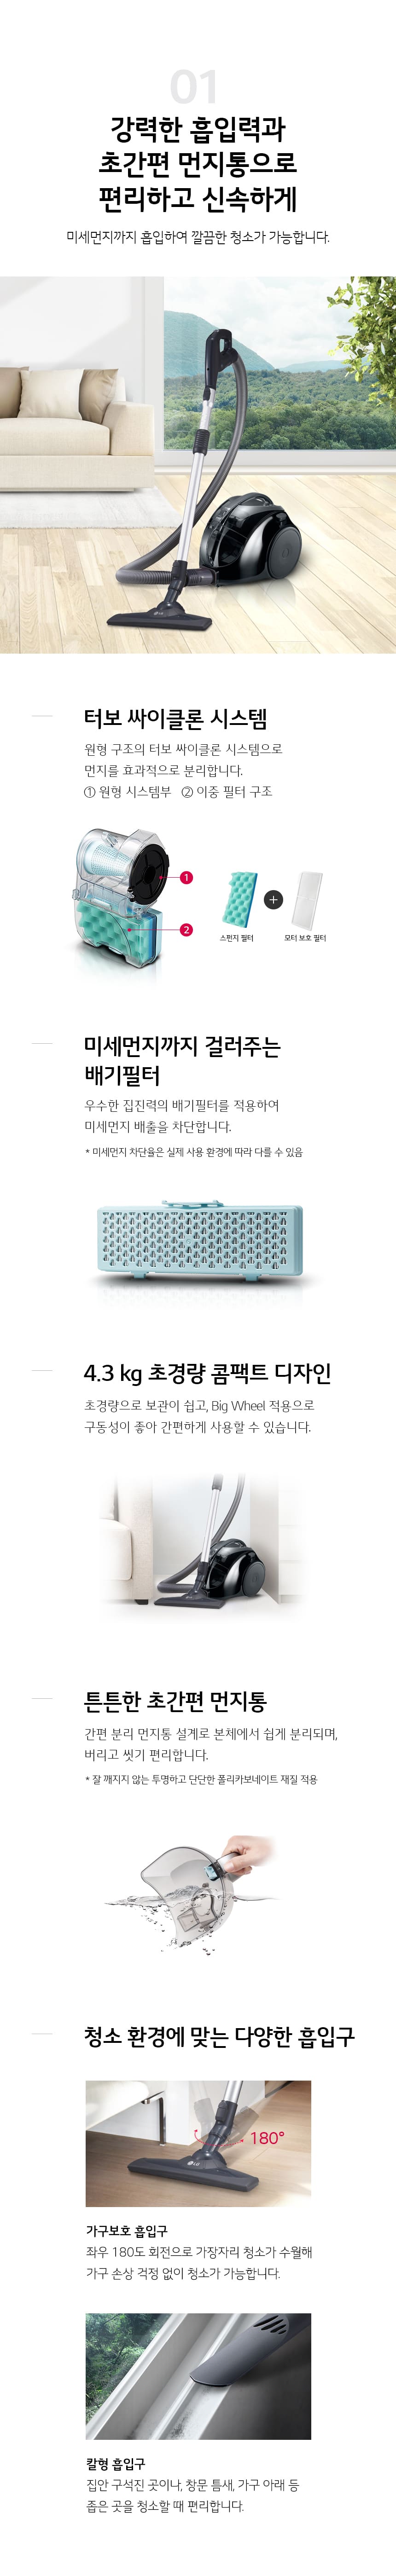 01
강력한 흡입력과
초간편 먼지통으로
편리하고 신속하게
미세먼지까지 흡입하여 깔끔한 청소가 가능합니다.
터보 싸이클론 시스템
원형 구조의 터보 싸이클론 시스템으로
먼지를 효과적으로 분리합니다.
① 원형 시스템부 ② 이중 필터 구조
1
2
+
스펀지 필터
모터 보호 필터
미세먼지까지 걸러주는
배기필터
우수한 집진력의 배기필터를 적용하여
미세먼지 배출을 차단합니다.
* 미세먼지 차단율은 실제 사용 환경에 따라 다를 수 있음
4.3 kg 초경량 콤팩트 디자인
초경량으로 보관이 쉽고, Big Wheel 적용으로
구동성이 좋아 간편하게 사용할 수 있습니다.
튼튼한 초간편 먼지통
간편 분리 먼지통 설계로 본체에서 쉽게 분리되며,
버리고 씻기 편리합니다.
* 잘 깨지지 않는 투명하고 단단한 폴리카보네이트 재질 적용
청소 환경에 맞는 다양한 흡입구
180°
LG
가구보호 흡입구
좌우 180도 회전으로 가장자리 청소가 수월해
가구 손상 걱정 없이 청소가 가능합니다.
칼형 흡입구
집안 구석진 곳이나, 창문 틈새, 가구 아래 등
좁은 곳을 청소할 때 편리합니다.